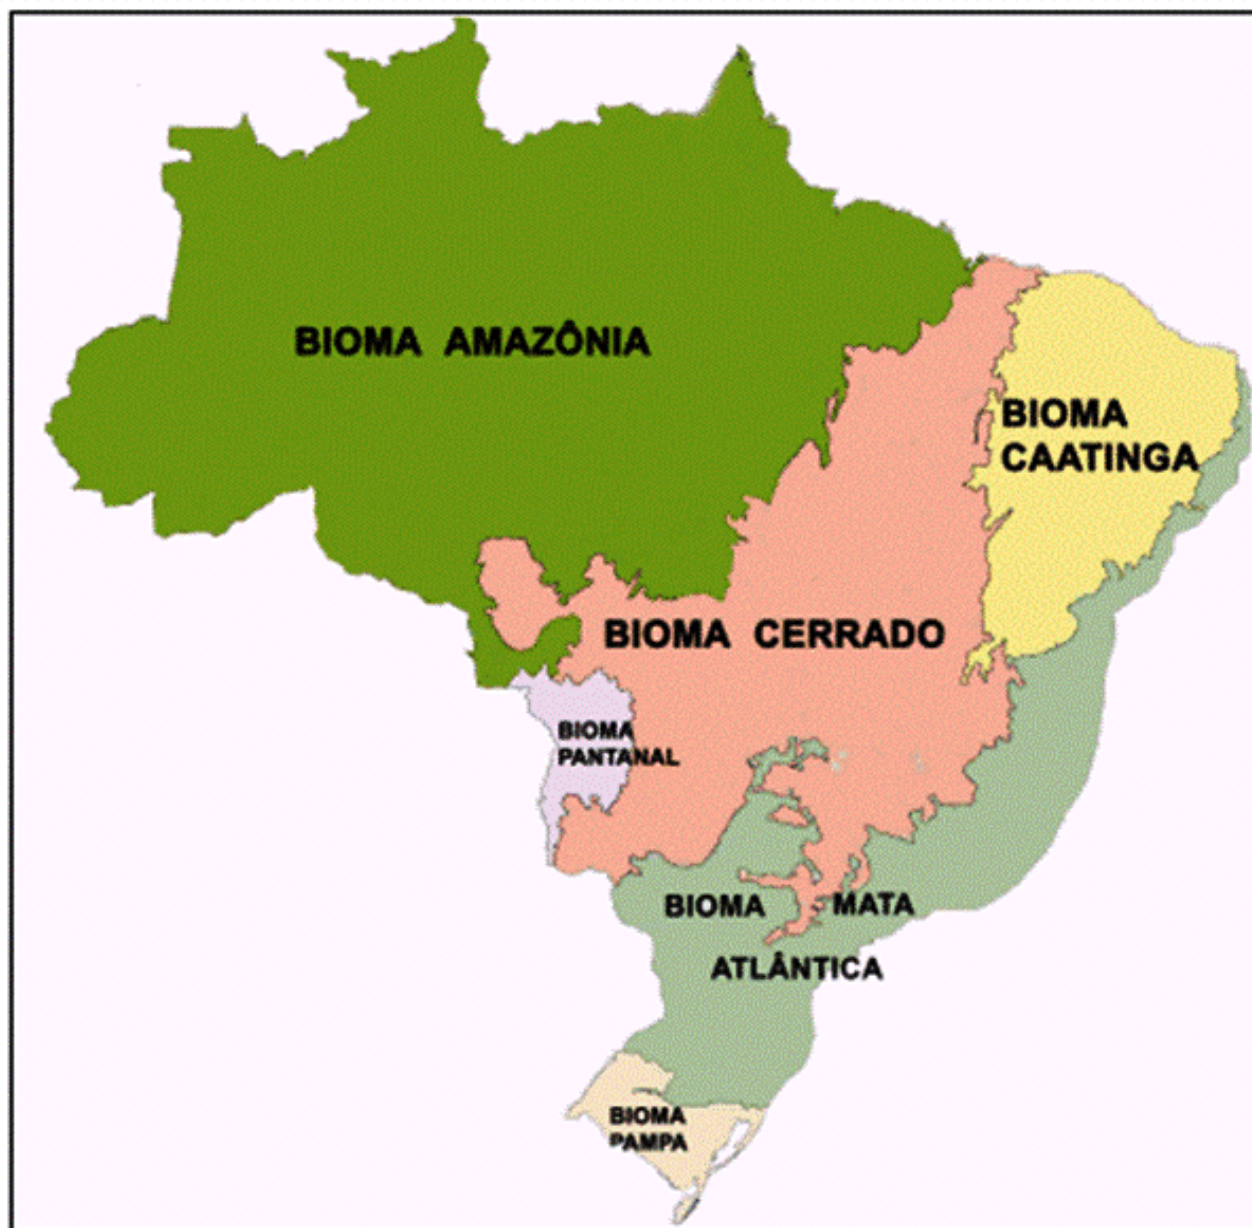 BIOMA AMAZÔNIA
BIOMA
CAATINGA
BIOMA CERRADO
BIOMA
PANTANAL
BIOMA MATA
ATLÂNTICA
BIOMA
PAMPA